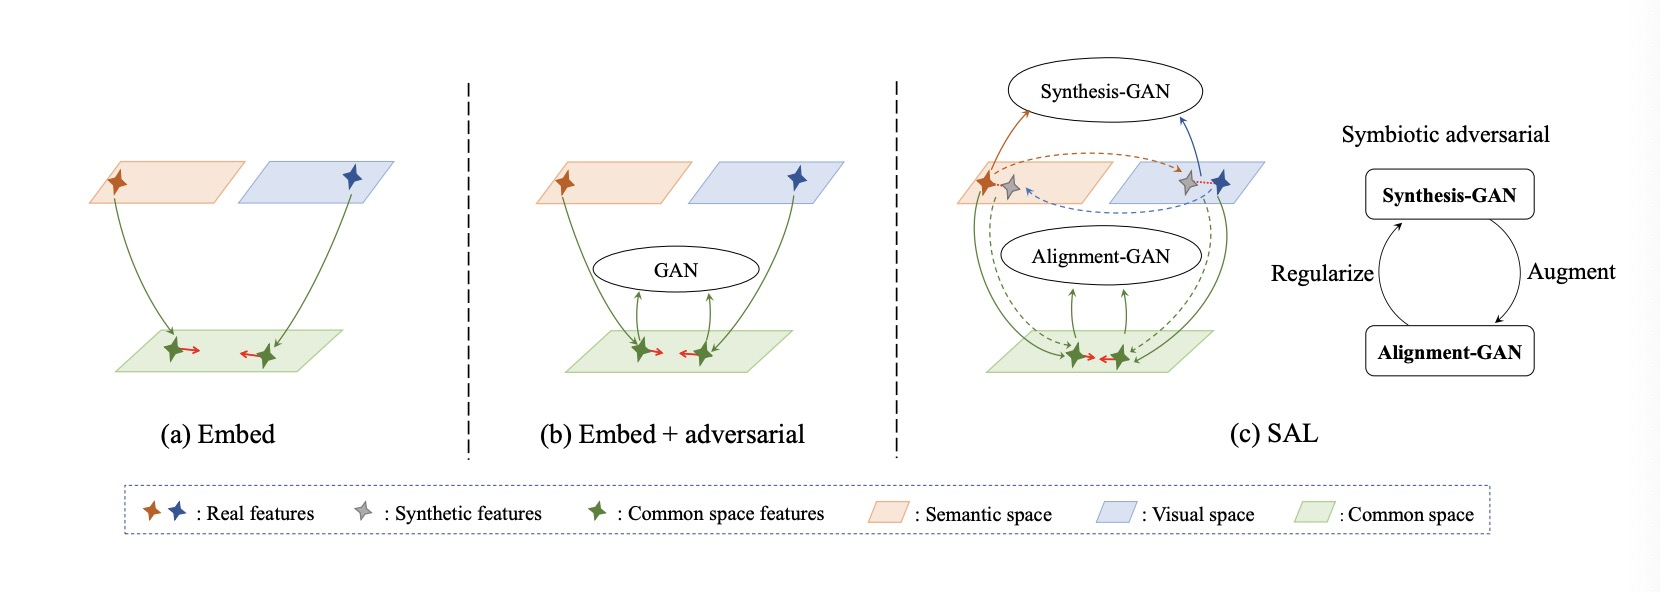 Synthesis-GAN
Symbiotic adversarial
Synthesis-GAN
GAN
Alignment-GAN
Regularize
Augment
Alignment-GAN
(a) Embed
(b) Embed + adversarial
(c) SAL
: Real features
: Synthetic features
: Common space features
: Semantic space
: Visual space
: Common space